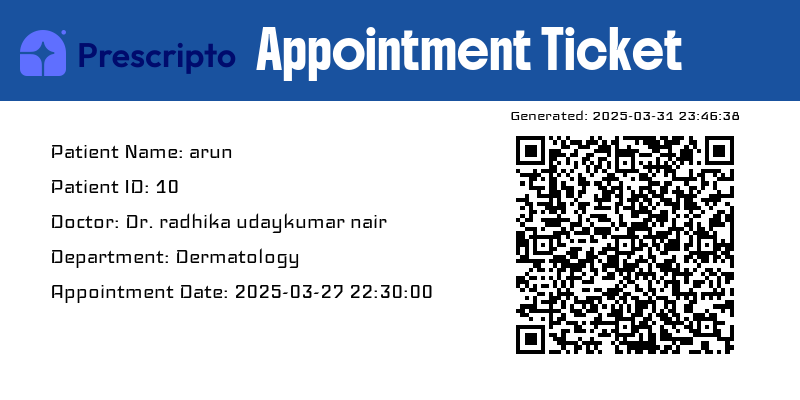 Prescripto Appointment Ticket
Generated: 2025-03-31 23:46:38
Patient Name: arun
Patient ID: 10
Doctor: Dr. radhika udaykumar nair
Department: Dermatology
Appointment Date: 2025-03-27 22:30:00